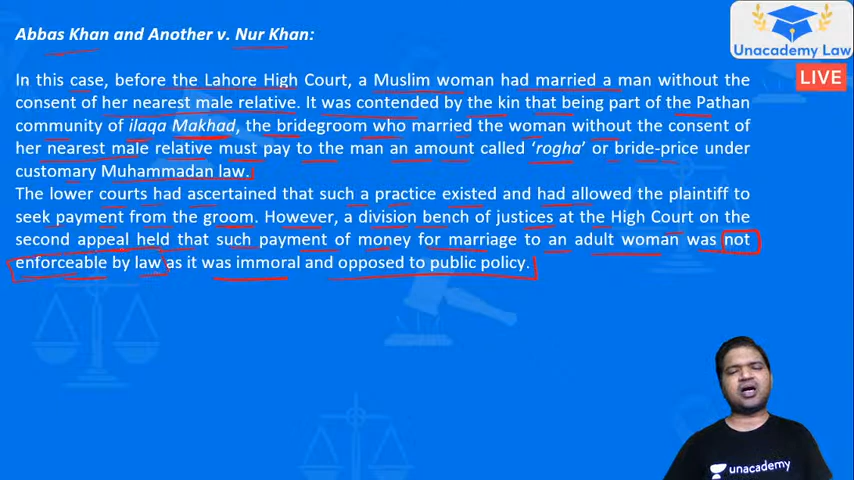 Abbas Khan and Another v. Nur Khan:
Unacademy Law
LIVE
In this case, before the Lahore High Court, a Muslim woman had married a man without the
consent of her nearest male relative. It was contended by the kin that being part of the Pathan
community of ilaqa Makhad, the bridegroom who married the woman without the consent of
her nearest male relative must pay to the man an amount called ‘rogha’ or bride-price under
customary Muhammadan law.
The lower courts had ascertained that such a practice existed and had allowed the plaintiff to
seek payment from the groom. However, a division bench of justices at the High Court on the
second appeal held that such payment of money for marriage to an adult woman was not
enforceable by law as it was immoral and opposed to public policy.
unacademy